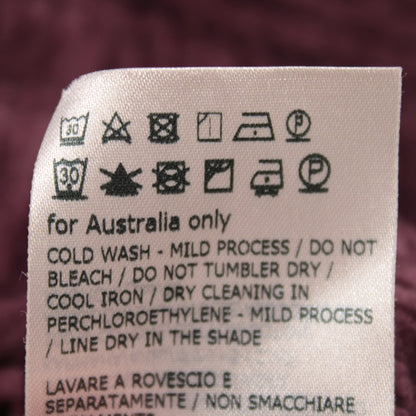 30 P
30 P
for Australia only
COLD WASH - MILD PROCESS / DO NOT
BLEACH / DO NOT TUMBLER DRY /
COOL IRON / DRY CLEANING IN
PERCHLOROETHYLENE - MILD PROCESS
/ LINE DRY IN THE SHADE
LAVARE A ROVESCIO E
SEPARATAMENTE / NON SMACCHIARE